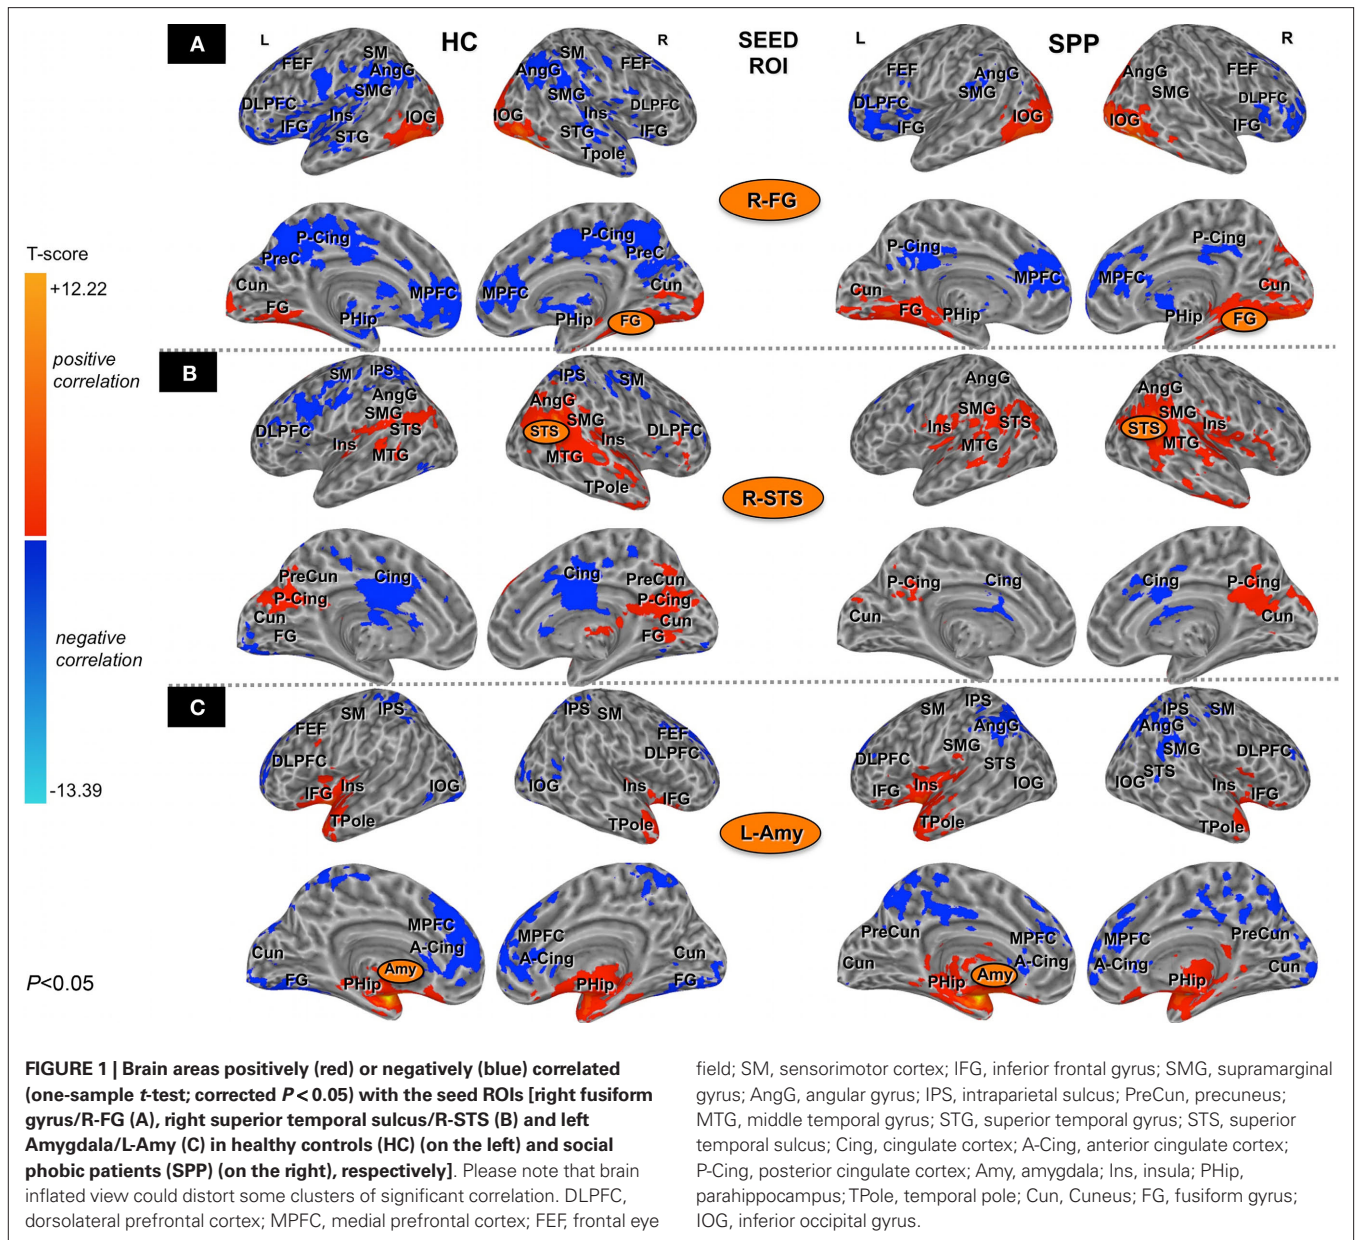 A
L
HC
R
SEED
ROI
L
SPP
R
FEF
SM
AngG
SMG
DLPFC
IFG
Ins
STG
IOG
SM
AngG
FEF
SMG
IOG
Ins
DLPFC
STG
IFG
Tpole
FEF
AngG
SMG
DLPFC
IFG
IOG
AngG
FEF
SMG
DLPFC
IOG
IFG
R-FG
P-Cing
PreC
Cun
MPFC
FG
PHip
P-Cing
PreC
Cun
MPFC
PHip
FG
P-Cing
MPFC
Cun
FG
PHip
P-Cing
MPFC
Cun
PHip
FG
T-score
+12.22
positive
correlation
negative
correlation
-13.39
P<0.05
B
SM
IPS
AngG
SMG
DLPFC
STS
Ins
MTG
IPS
SM
AngG
SMG
STS
Ins
DLPFC
MTG
TPole
AngG
SMG
Ins
STS
MTG
AngG
SMG
STS
Ins
MTG
R-STS
PreCun
Cing
P-Cing
Cun
FG
Cing
PreCun
P-Cing
Cun
FG
P-Cing
Cing
Cun
Cing
P-Cing
Cun
C
IPS
SM
FEF
DLPFC
IFG
Ins
IOG
TPole
IPS
SM
FEF
DLPFC
IOG
Ins
IFG
TPole
IPS
SM
AngG
SMG
DLPFC
STS
IFG
Ins
IOG
TPole
IPS
SM
AngG
SMG
DLPFC
STS
IOG
Ins
IFG
TPole
L-Amy
MPFC
A-Cing
Cun
Amy
FG
PHip
MPFC
A-Cing
Cun
PHip
FG
PreCun
MPFC
Cun
A-Cing
PHip
Amy
MPFC
PreCun
A-Cing
Cun
PHip
FIGURE 1 | Brain areas positively (red) or negatively (blue) correlated
(one-sample t-test; corrected P < 0.05) with the seed ROIs [right fusiform
gyrus/R-FG (A), right superior temporal sulcus/R-STS (B) and left
Amygdala/L-Amy (C) in healthy controls (HC) (on the left) and social
phobic patients (SPP) (on the right), respectively]. Please note that brain
inflated view could distort some clusters of significant correlation. DLPFC,
dorsolateral prefrontal cortex; MPFC, medial prefrontal cortex; FEF, frontal eye
field; SM, sensorimotor cortex; IFG, inferior frontal gyrus; SMG, supramarginal
gyrus; AngG, angular gyrus; IPS, intraparietal sulcus; PreCun, precuneus;
MTG, middle temporal gyrus; STG, superior temporal gyrus; STS, superior
temporal sulcus; Cing, cingulate cortex; A-Cing, anterior cingulate cortex;
P-Cing, posterior cingulate cortex; Amy, amygdala; Ins, insula; PHip,
parahippocampus; TPole, temporal pole; Cun, Cuneus; FG, fusiform gyrus;
IOG, inferior occipital gyrus.